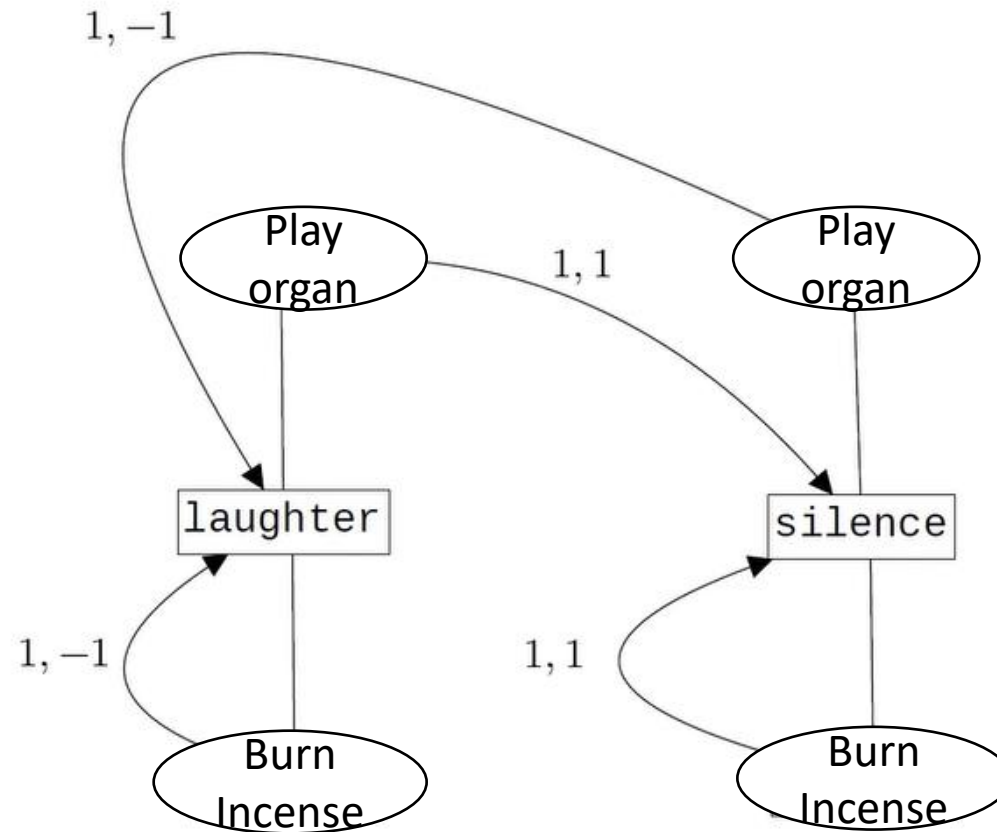 1, −1
Play
organ
1, 1
Play
organ
laughter
silence
1, −1
1, 1
Burn
Incense
Burn
Incense